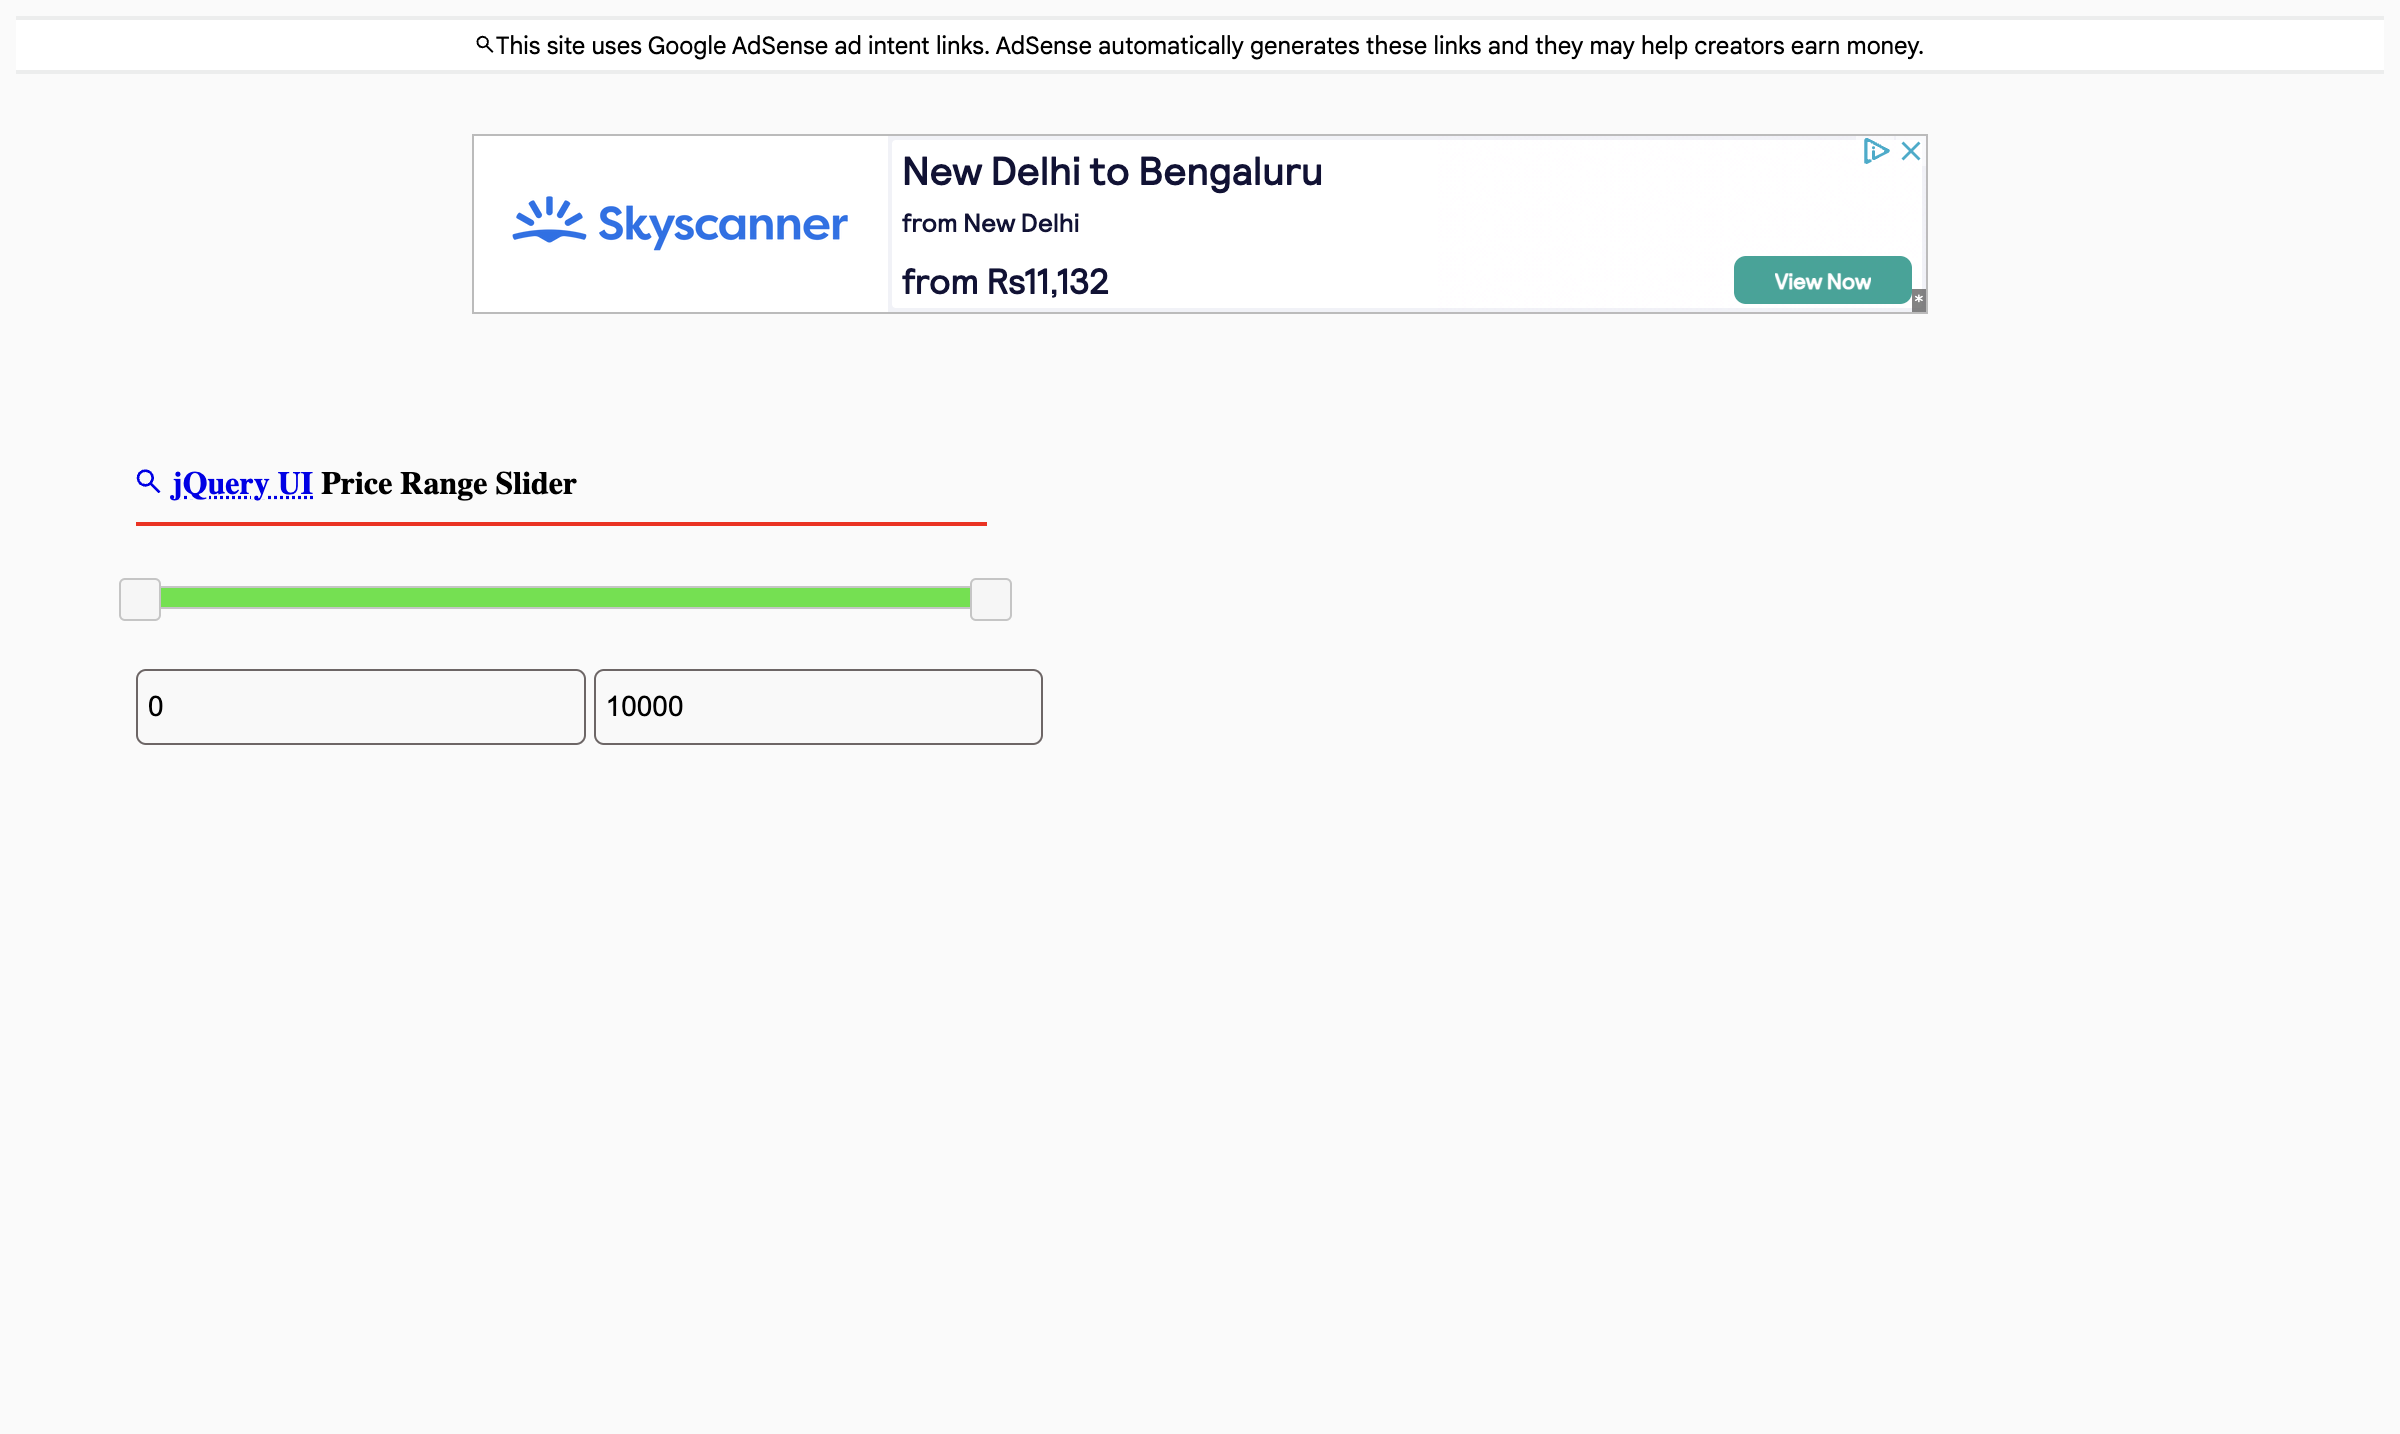 This site uses Google AdSense ad intent links. AdSense automatically generates these links and they may help creators earn money.
Skyscanner
New Delhi to Bengaluru
from New Delhi
from Rs11,132
View Now
*
jQuery UI Price Range Slider
0
10000